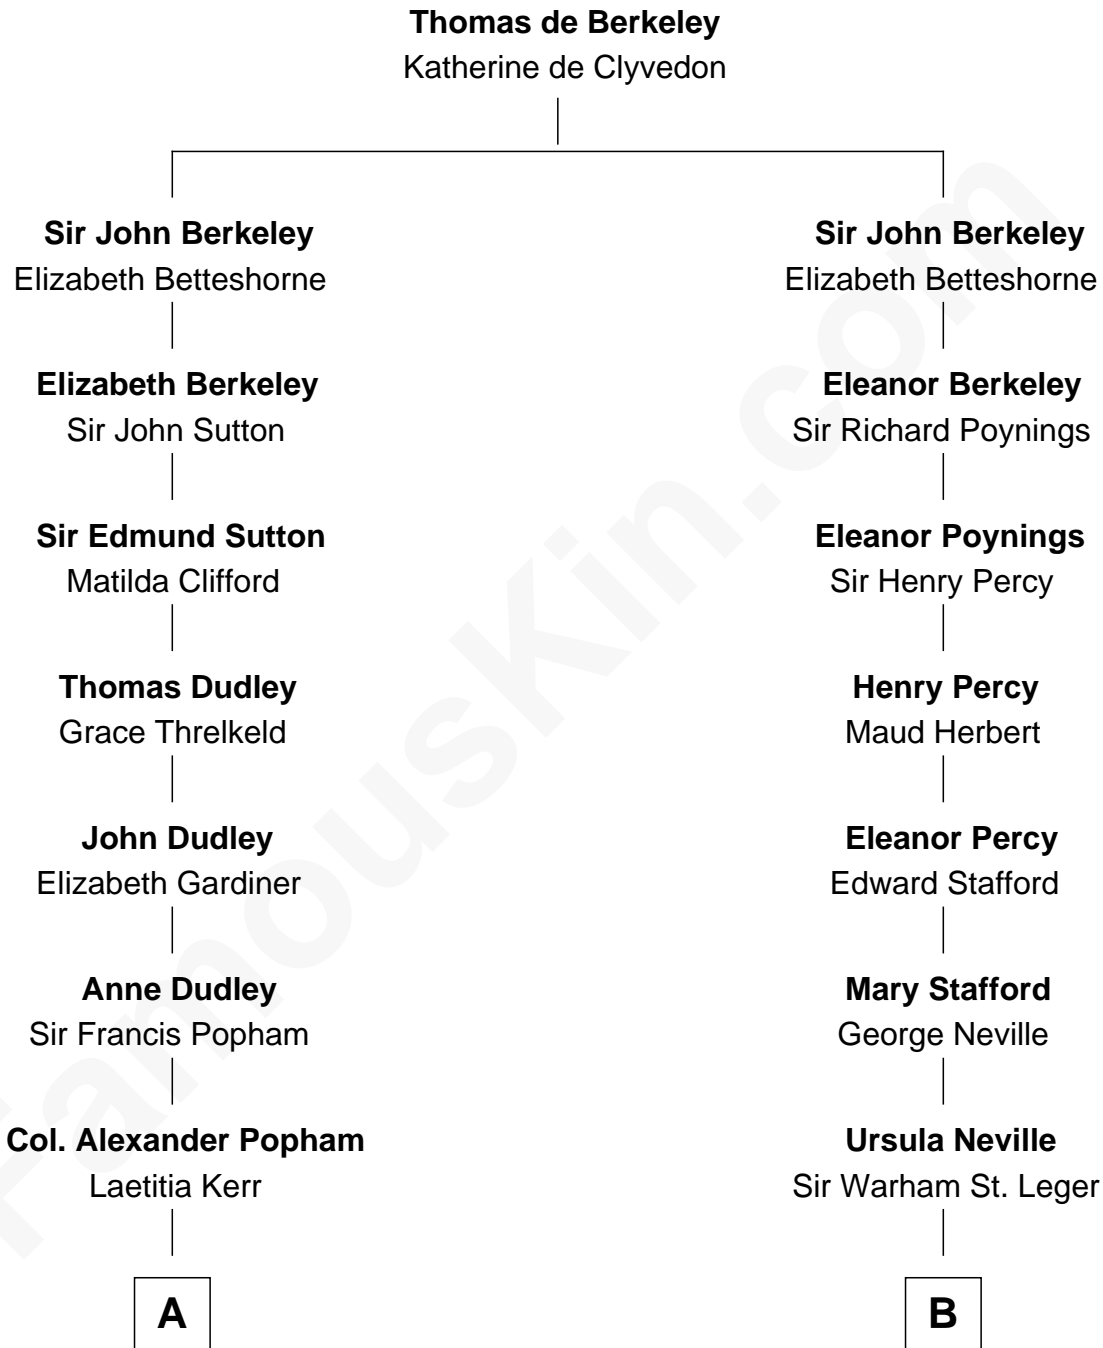 Thomas de Berkeley
Katherine de Clyvedon
Sir John Berkeley
Elizabeth Betteshorne
Elizabeth Berkeley
Sir John Sutton
Sir Edmund Sutton
Matilda Clifford
Thomas Dudley
Grace Threlkeld
John Dudley
Elizabeth Gardiner
Anne Dudley
Sir Francis Popham
Col. Alexander Popham
Laetitia Kerr
A
Sir John Berkeley
Elizabeth Betteshorne
Eleanor Berkeley
Sir Richard Poynings
Eleanor Poynings
Sir Henry Percy
Henry Percy
Maud Herbert
Eleanor Percy
Edward Stafford
Mary Stafford
George Neville
Ursula Neville
Sir Warham St. Leger
B
FamousKin.com